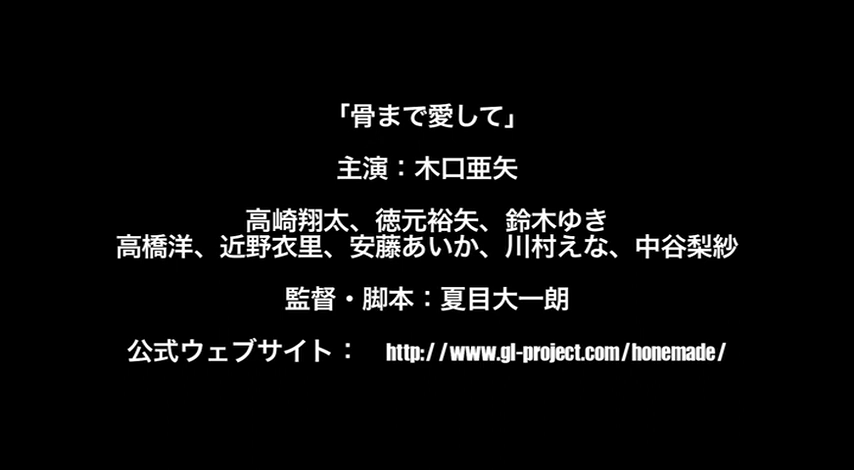 「骨まで愛して」
主演：木口亜矢
高崎翔太、徳元裕矢、鈴木ゆき
高橋洋、近野衣里、安藤あいか、川村えな、中谷梨紗
監督・脚本：夏目大一朗
公式ウェブサイト： http://www.gl-project.com/honemade/